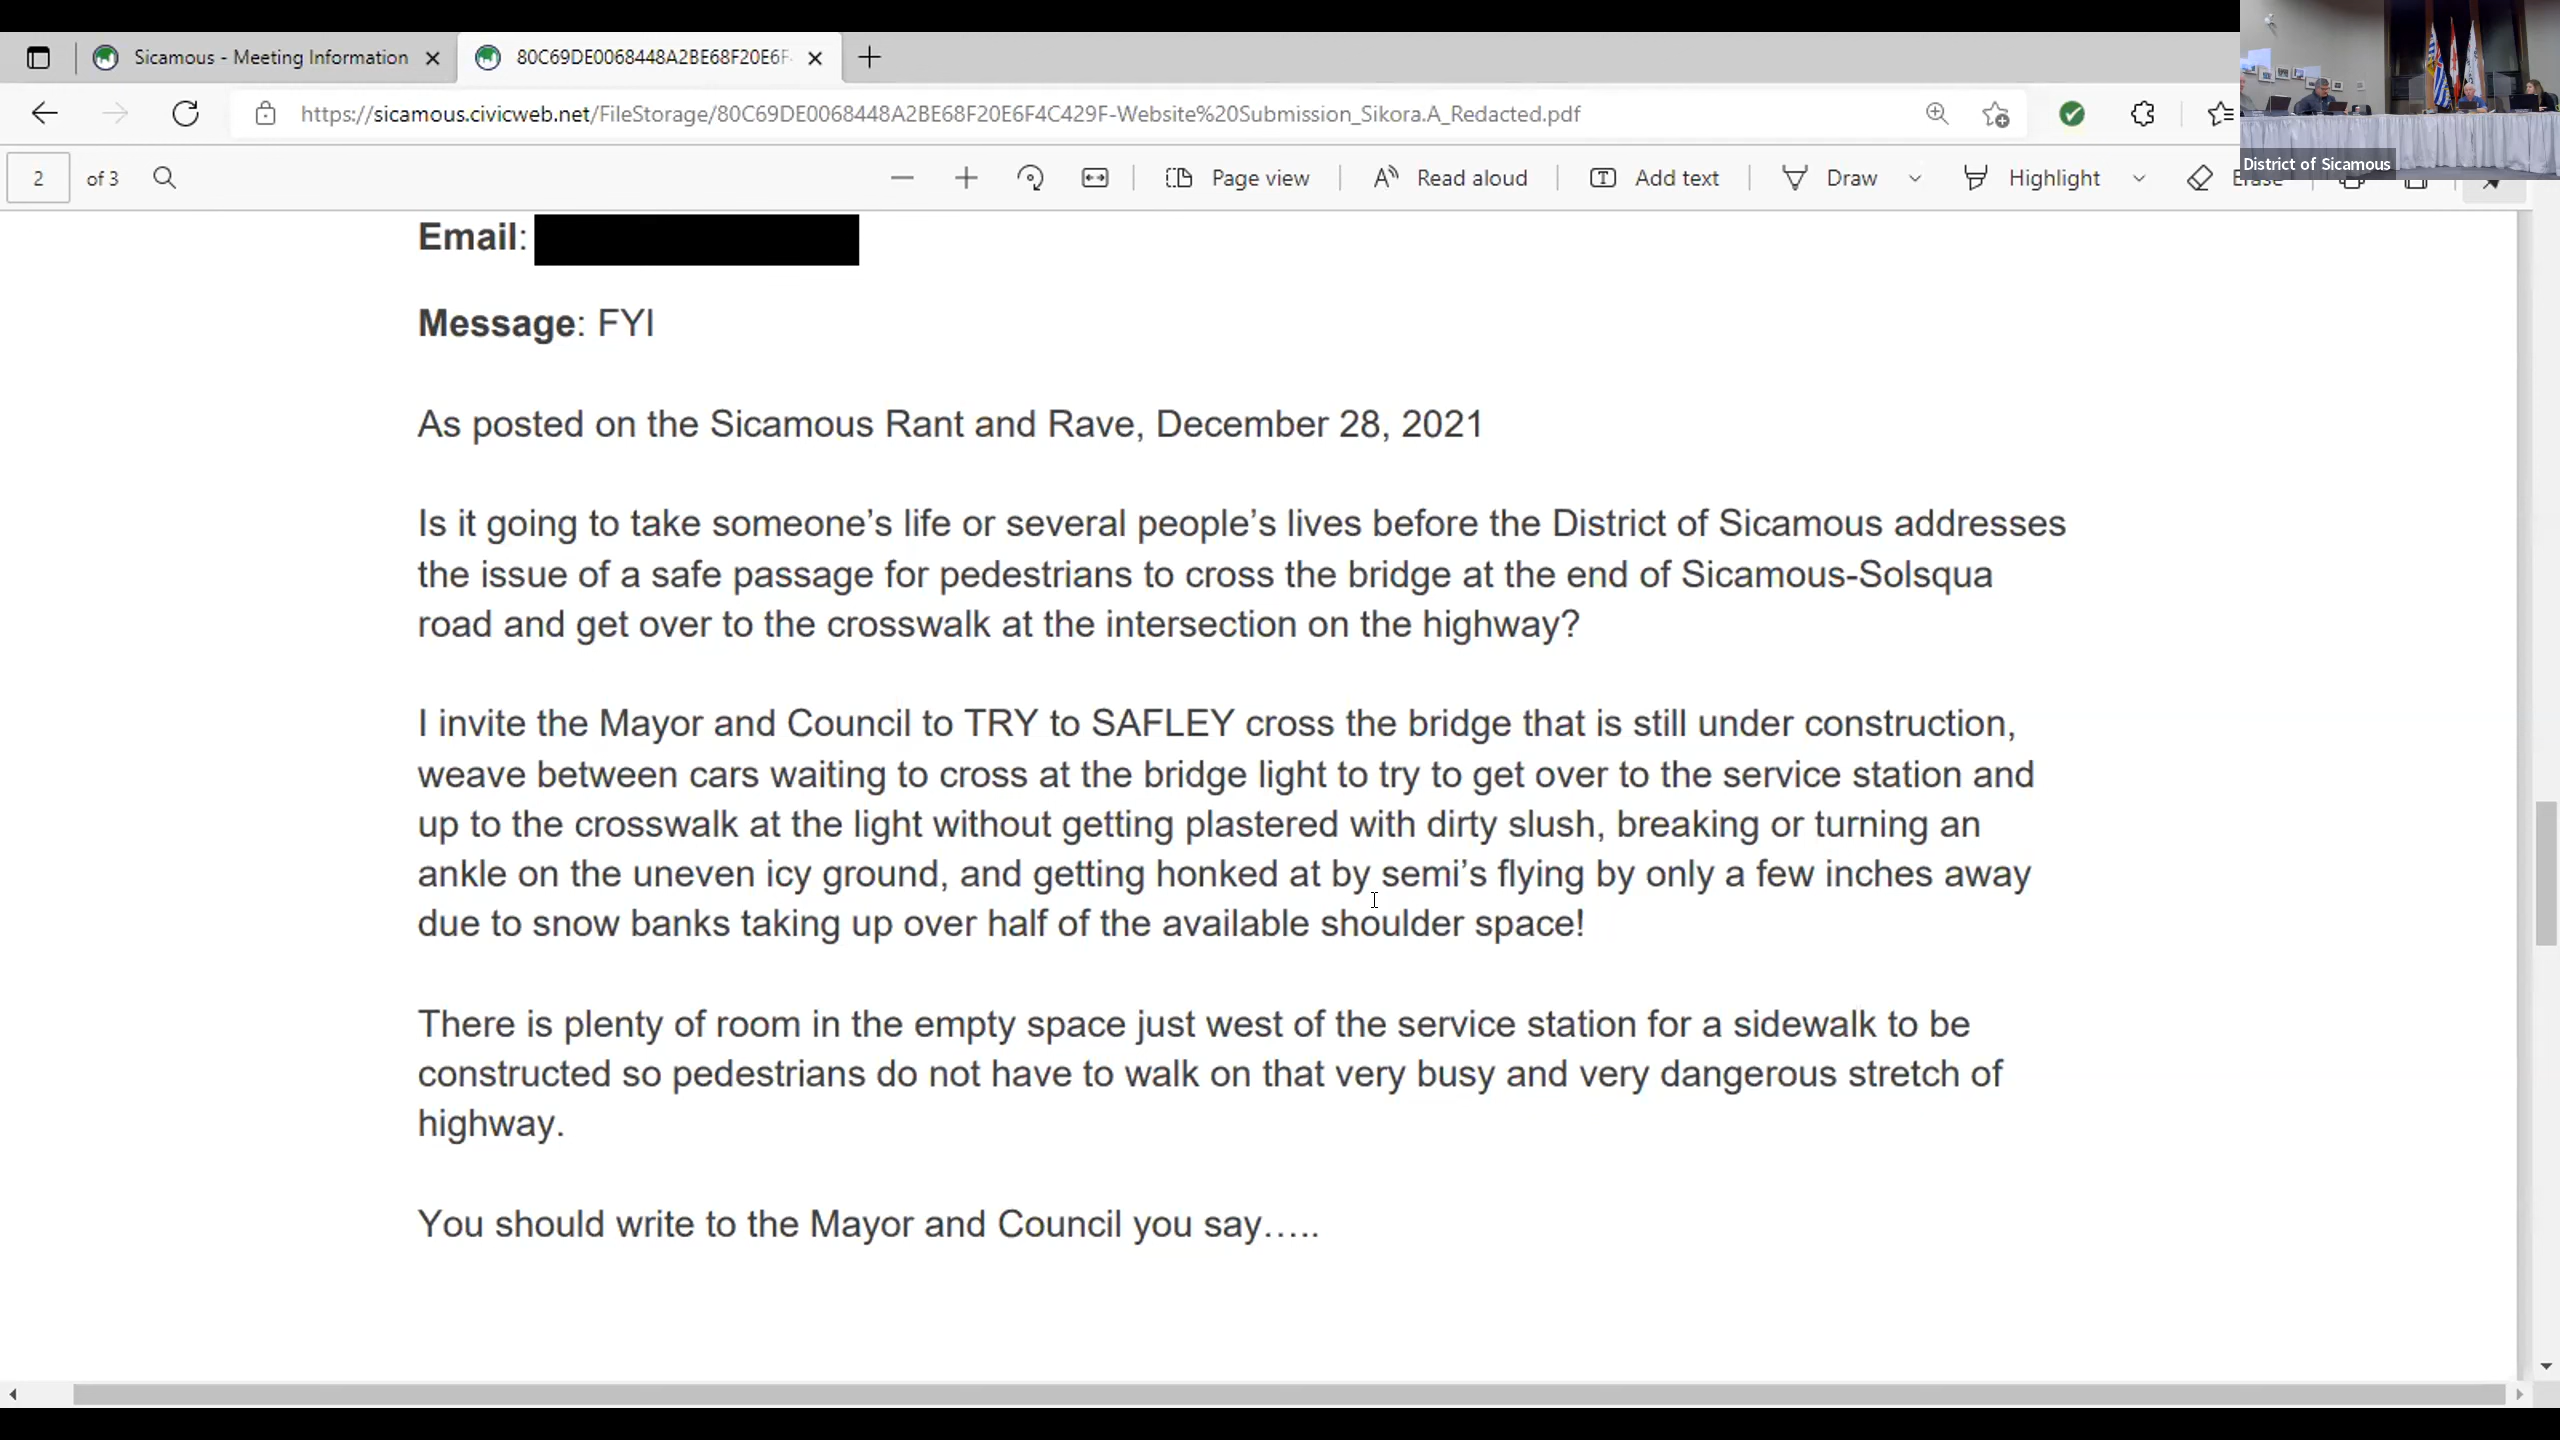 Sicamous - Meeting Information
80C69DE0068448A2BE68F20E6F
https://sicamous.civicweb.net/FileStorage/80C69DE0068448A2BE68F20E6F4C429F-Website%20Submission_Sikora.A_Redacted.pdf
District of Sicamous
2 of 3
Page view
Read aloud
Add text
Draw
Highlight
Erase
Email:
Message: FYI
As posted on the Sicamous Rant and Rave, December 28, 2021
Is it going to take someone’s life or several people’s lives before the District of Sicamous addresses
the issue of a safe passage for pedestrians to cross the bridge at the end of Sicamous-Solsqua
road and get over to the crosswalk at the intersection on the highway?
I invite the Mayor and Council to TRY to SAFLEY cross the bridge that is still under construction,
weave between cars waiting to cross at the bridge light to try to get over to the service station and
up to the crosswalk at the light without getting plastered with dirty slush, breaking or turning an
ankle on the uneven icy ground, and getting honked at by semi’s flying by only a few inches away
due to snow banks taking up over half of the available shoulder space!
There is plenty of room in the empty space just west of the service station for a sidewalk to be
constructed so pedestrians do not have to walk on that very busy and very dangerous stretch of
highway.
You should write to the Mayor and Council you say…..